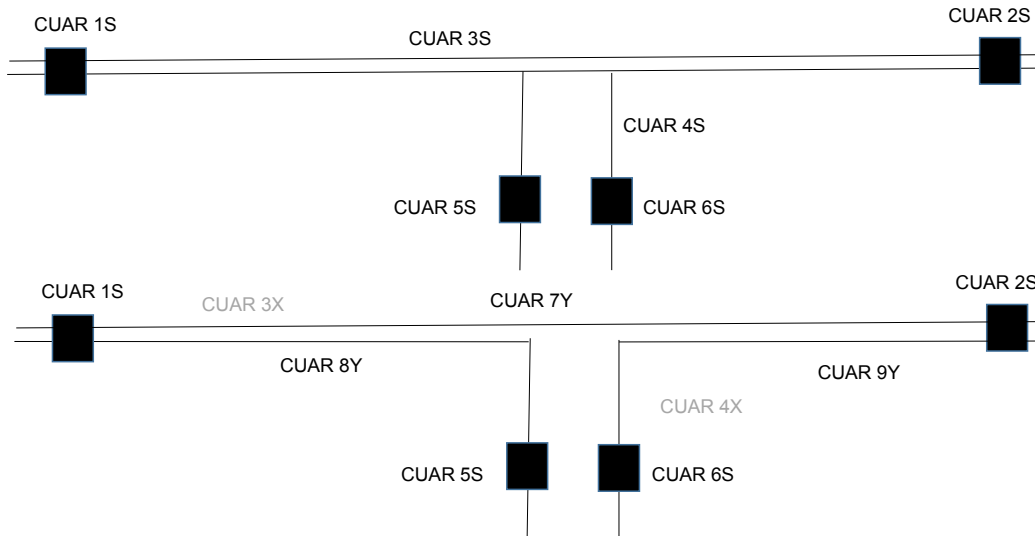 CUAR 1S
CUAR 3S
CUAR 2S
CUAR 4S
CUAR 5S
CUAR 6S
CUAR 1S
CUAR 3X
CUAR 7Y
CUAR 2S
CUAR 8Y
CUAR 9Y
CUAR 4X
CUAR 5S
CUAR 6S